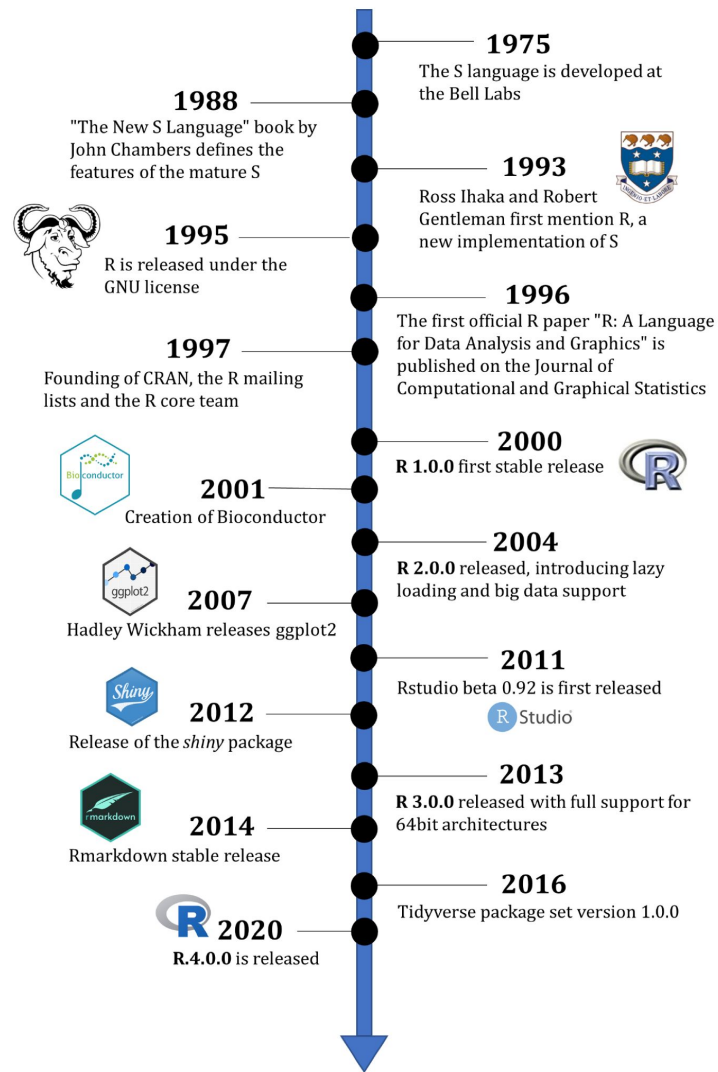 1975
The S language is developed at
the Bell Labs
1988
"The New S Language" book by
John Chambers defines the
features of the mature S
1993
Ross Ihaka and Robert
Gentleman first mention R, a
new implementation of S
INGENIO ET LABORE
1995
R is released under the
GNU license
1996
The first official R paper "R: A Language
for Data Analysis and Graphics" is
published on the Journal of
Computational and Graphical Statistics
1997
Founding of CRAN, the R mailing
lists and the R core team
2000
R 1.0.0 first stable release
R
Bioconductor
2001
Creation of Bioconductor
2004
R 2.0.0 released, introducing lazy
loading and big data support
ggplot2
2007
Hadley Wickham releases ggplot2
2011
Rstudio beta 0.92 is first released
R Studio
Shiny
2012
Release of the shiny package
2013
R 3.0.0 released with full support for
64bit architectures
rmarkdown
2014
Rmarkdown stable release
2016
Tidyverse package set version 1.0.0
R
2020
R.4.0.0 is released